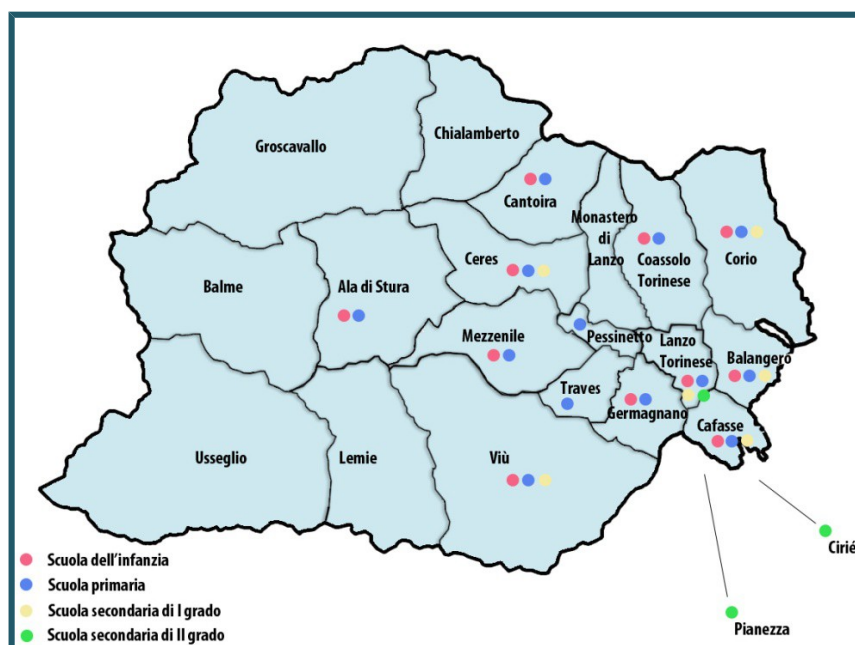 Groscavallo
Chialamberto
Cantoira
Monastero
di
Lanzo
Ceres
Coassolo
Torinese
Corio
Balme
Ala di Stura
Mezzenile
Pessinetto
Lanzo
Torinese
Balangero
Traves
Germagnano
Cafasse
Usseglio
Lemie
Viù
Cirié
Pianezza
Scuola dell'infanzia
Scuola primaria
Scuola secondaria di I grado
Scuola secondaria di II grado